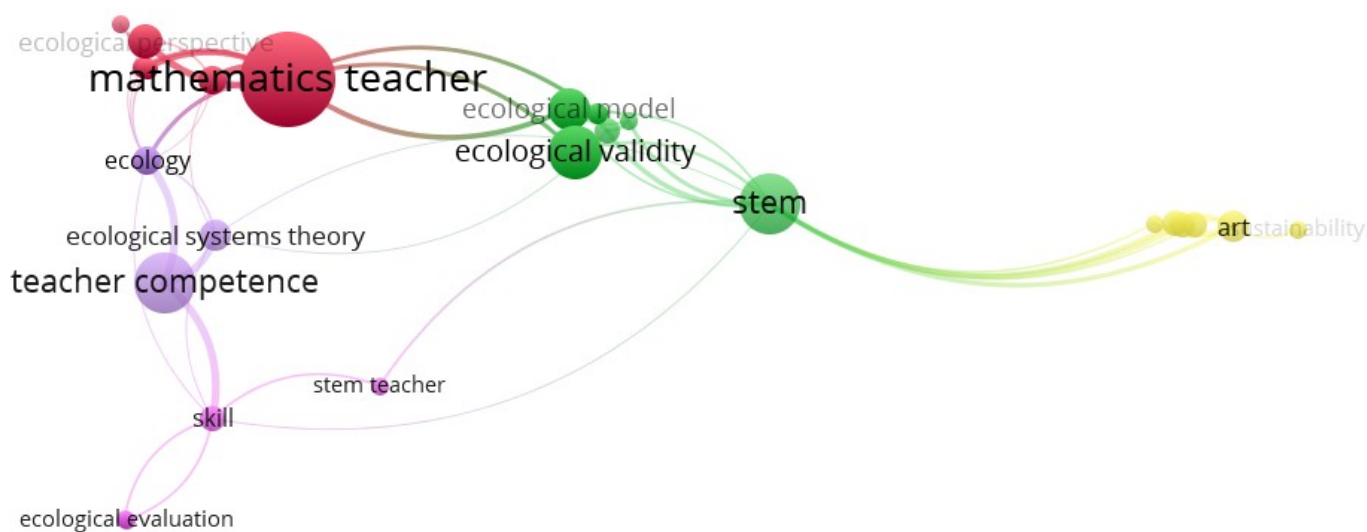 ecological perspective
mathematics teacher
ecological model
ecological validity
ecology
stem
art
sustainability
ecological systems theory
teacher competence
stem teacher
skill
ecological evaluation